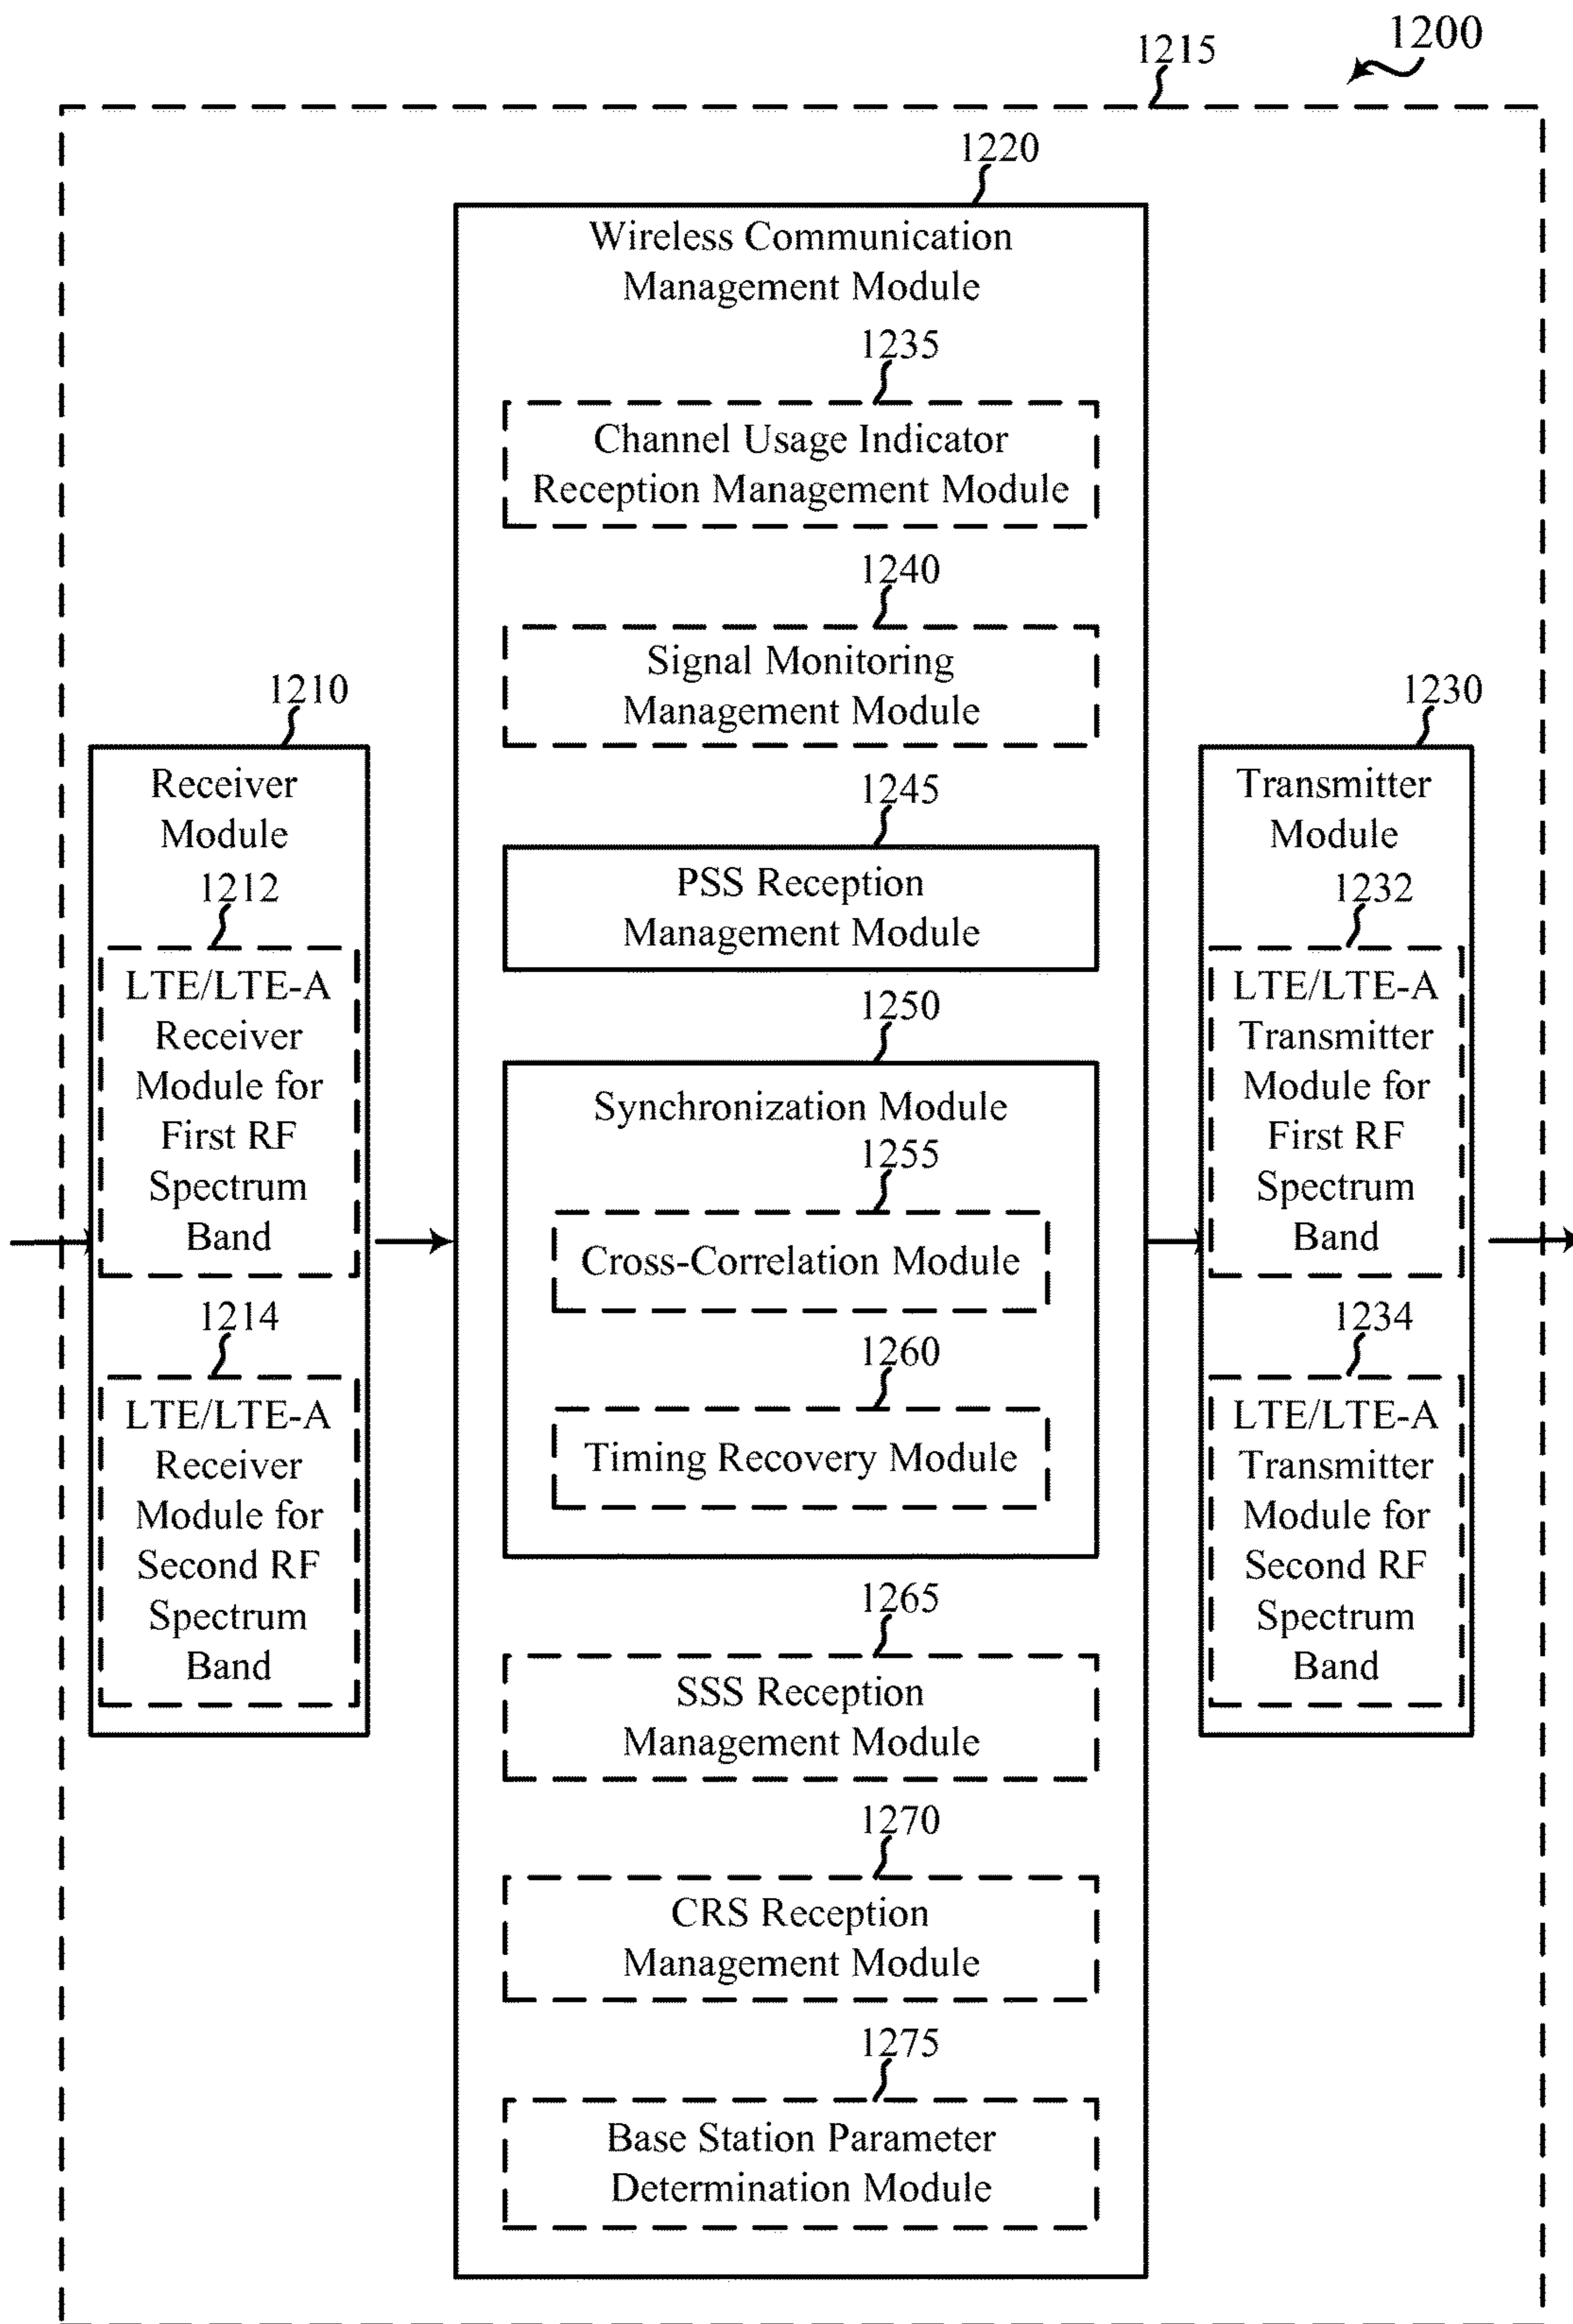 1200
1215
1220
Wireless Communication
Management Module
1235
Channel Usage Indicator
Reception Management Module
1240
Signal Monitoring
Management Module
1245
PSS Reception
Management Module
1250
Synchronization Module
1255
Cross-Correlation Module
1260
Timing Recovery Module
1265
SSS Reception
Management Module
1270
CRS Reception
Management Module
1275
Base Station Parameter
Determination Module
1210
Receiver
Module
1212
LTE/LTE-A
Receiver
Module for
First RF
Spectrum
Band
1214
LTE/LTE-A
Receiver
Module for
Second RF
Spectrum
Band
1230
Transmitter
Module
1232
LTE/LTE-A
Transmitter
Module for
First RF
Spectrum
Band
1234
LTE/LTE-A
Transmitter
Module for
Second RF
Spectrum
Band